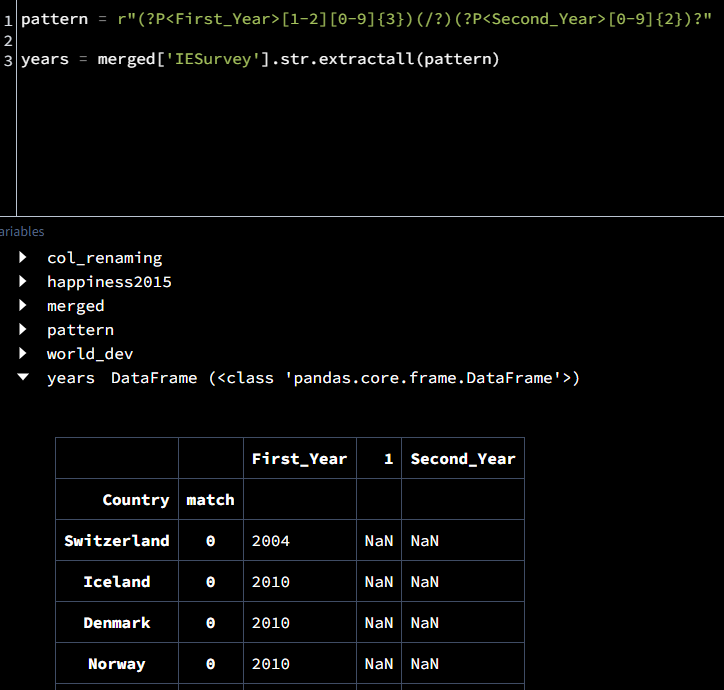 1 pattern = r"(?P<First_Year>[1-2][0-9]{3})(/?)(?P<Second_Year>[0-9]{2})?"
2
3 years = merged['IESurvey'].str.extractall(pattern)
ariables
col_renaming
happiness2015
merged
pattern
world_dev
years DataFrame (<class 'pandas.core.frame.DataFrame'>)
First_Year 1 Second_Year
Country match
Switzerland 0 2004 NaN NaN
Iceland 0 2010 NaN NaN
Denmark 0 2010 NaN NaN
Norway 0 2010 NaN NaN